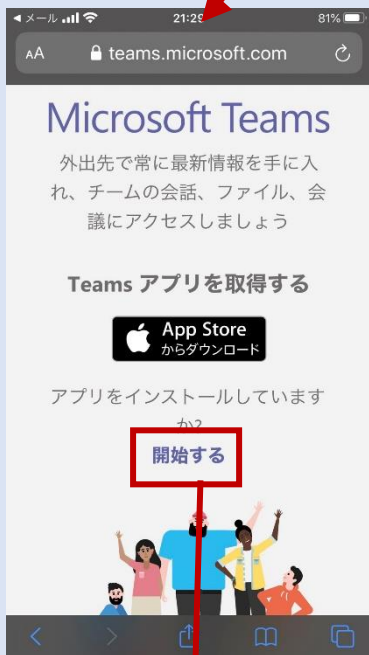 メール 21:29 81%
AA teams.microsoft.com
Microsoft Teams
外出先で常に最新情報を手に入
れ、チームの会話、ファイル、会
議にアクセスしましょう
Teams アプリを取得する
App Store
からダウンロード
アプリをインストールしています
か?
開始する